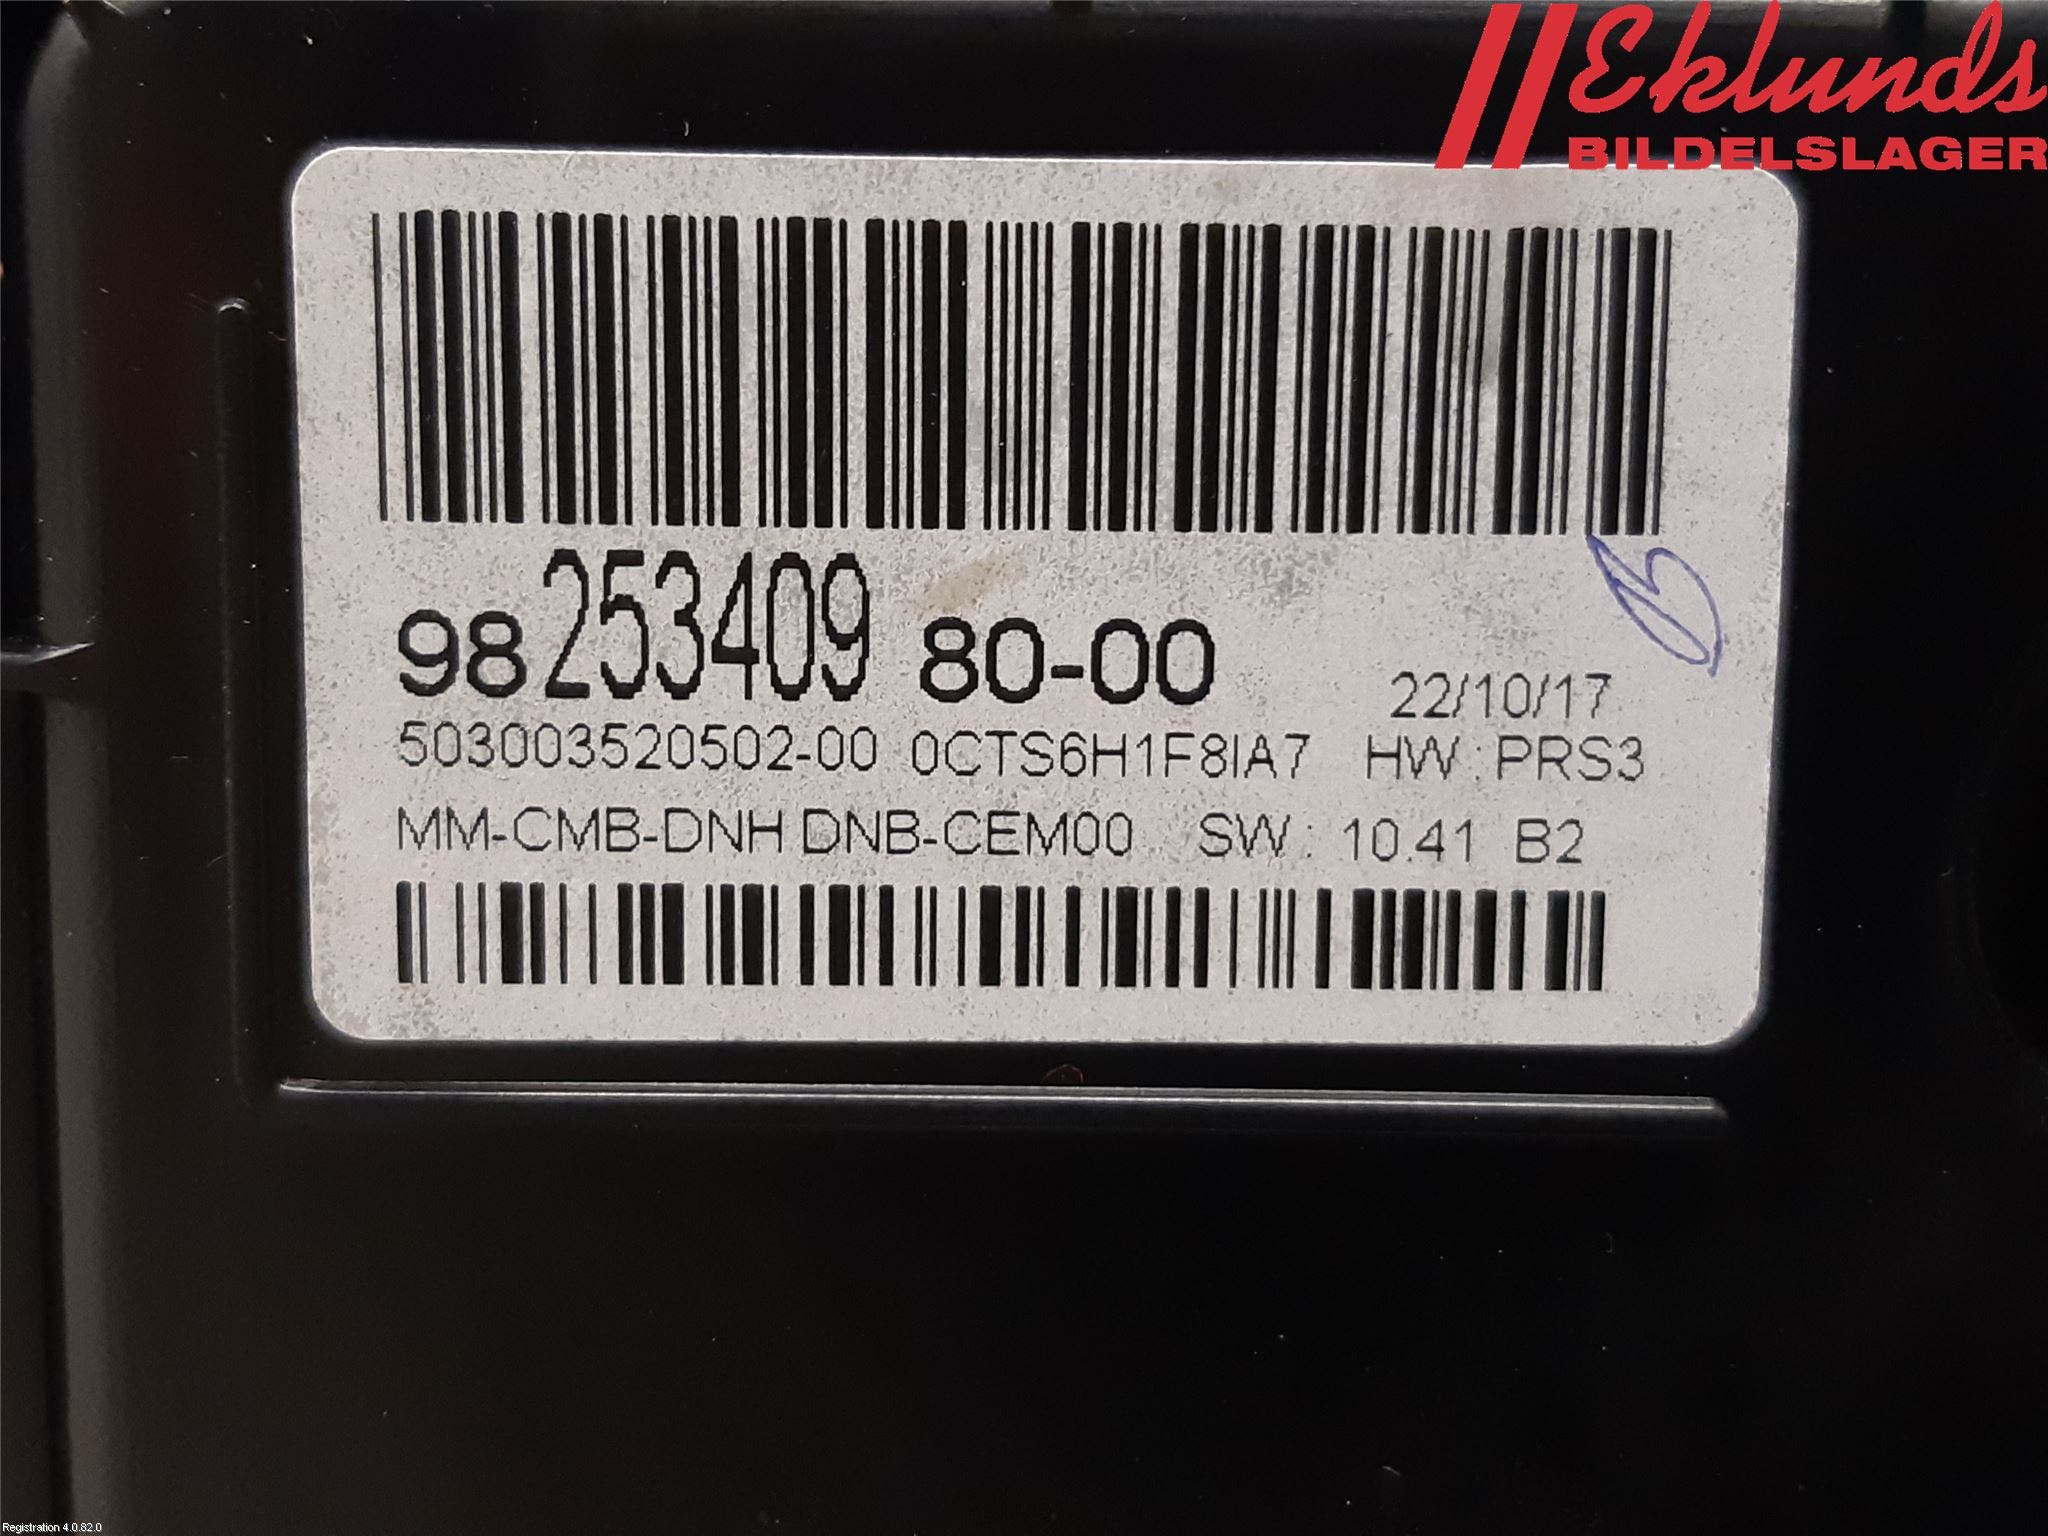 Eklunds
BILDELSLAGER
98 253409 80-00
22/10/17
503003520502-00 0CTS6H1F8IA7 HW : PRS3
MM-CMB-DNH DNB-CEM00 SW : 10.41 B2
Registration 4.0.82.0